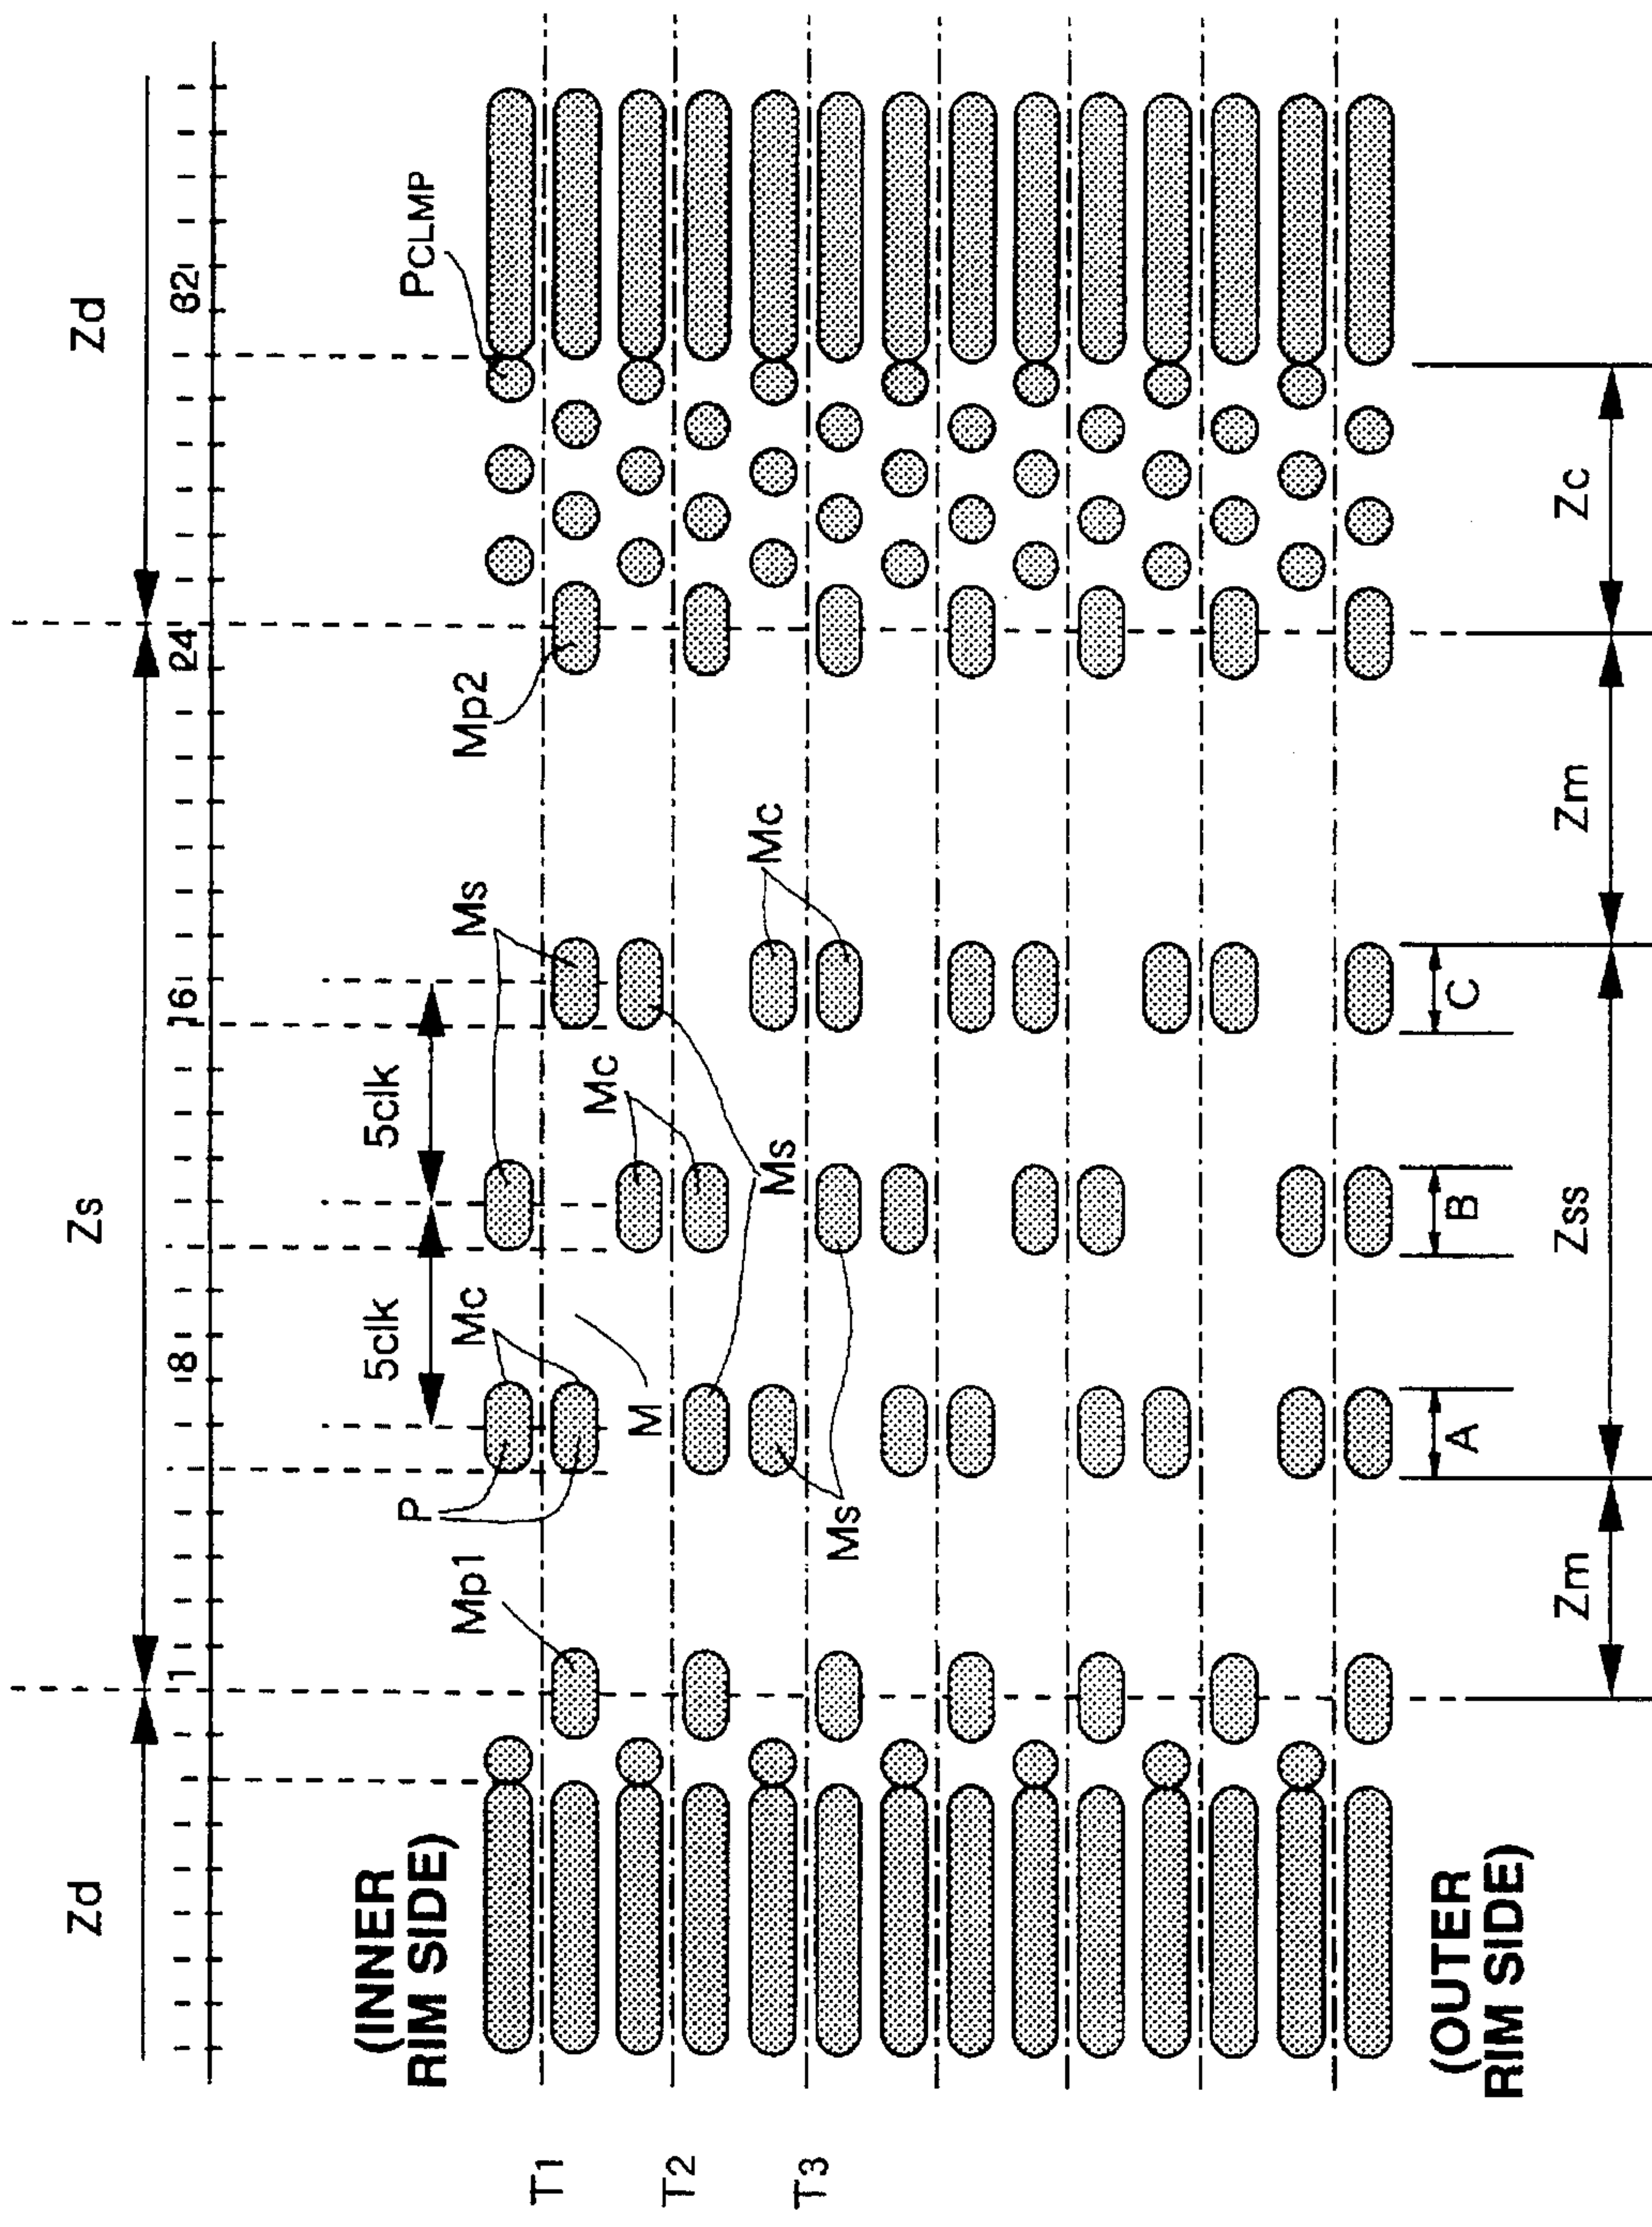 Zd
Zs
Zd
1
8
16
24
32
5clk
5clk
(INNER
RIM SIDE)
Mp1
P
Mc
Ms
Mp2
PCLMP
M
Mc
Mc
Ms
Ms
T1
T2
T3
A
B
C
(OUTER
RIM SIDE)
Zm
Zss
Zm
Zc